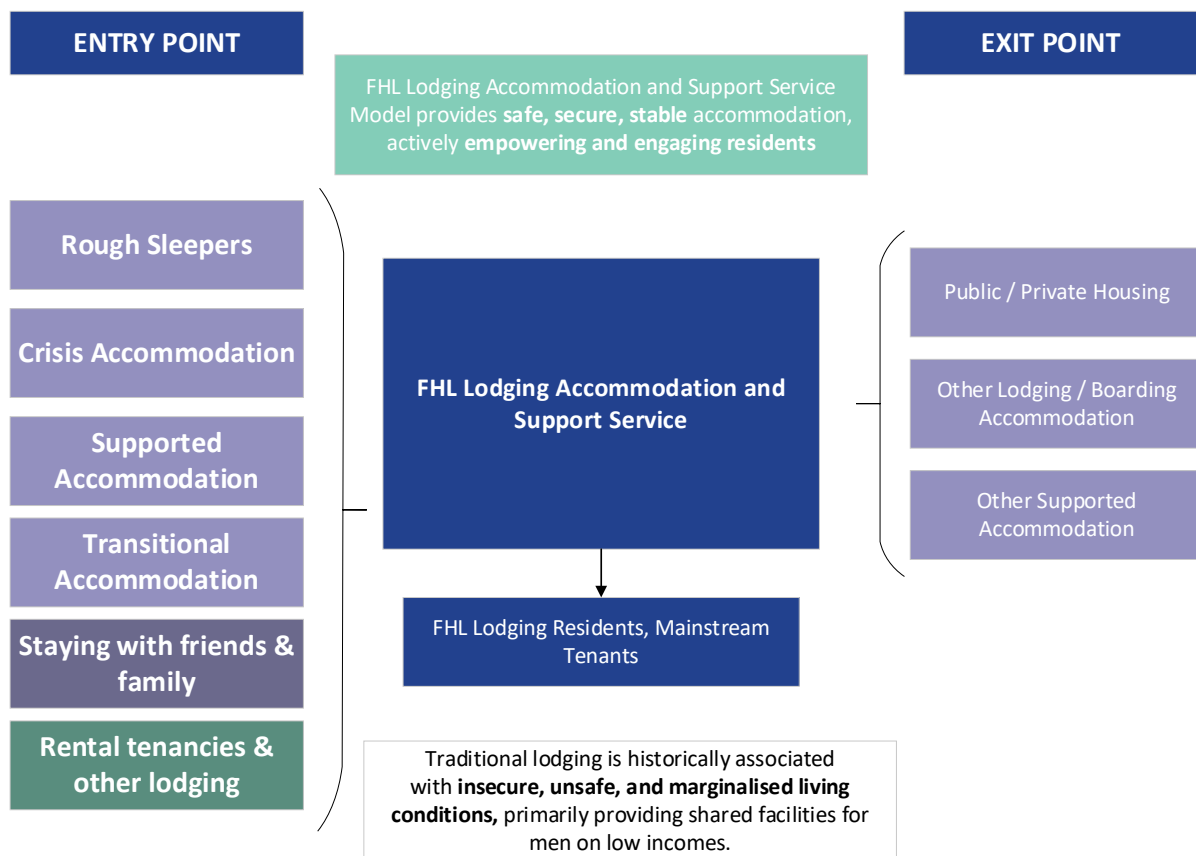 ENTRY POINT
EXIT POINT
FHL Lodging Accommodation and Support Service
Model provides safe, secure, stable accommodation,
actively empowering and engaging residents
Rough Sleepers
Crisis Accommodation
Supported
Accommodation
Transitional
Accommodation
Staying with friends &
family
Rental tenancies &
other lodging
FHL Lodging Accommodation and
Support Service
FHL Lodging Residents, Mainstream
Tenants
Traditional lodging is historically associated
with insecure, unsafe, and marginalised living
conditions, primarily providing shared facilities for
men on low incomes.
Public / Private Housing
Other Lodging / Boarding
Accommodation
Other Supported
Accommodation